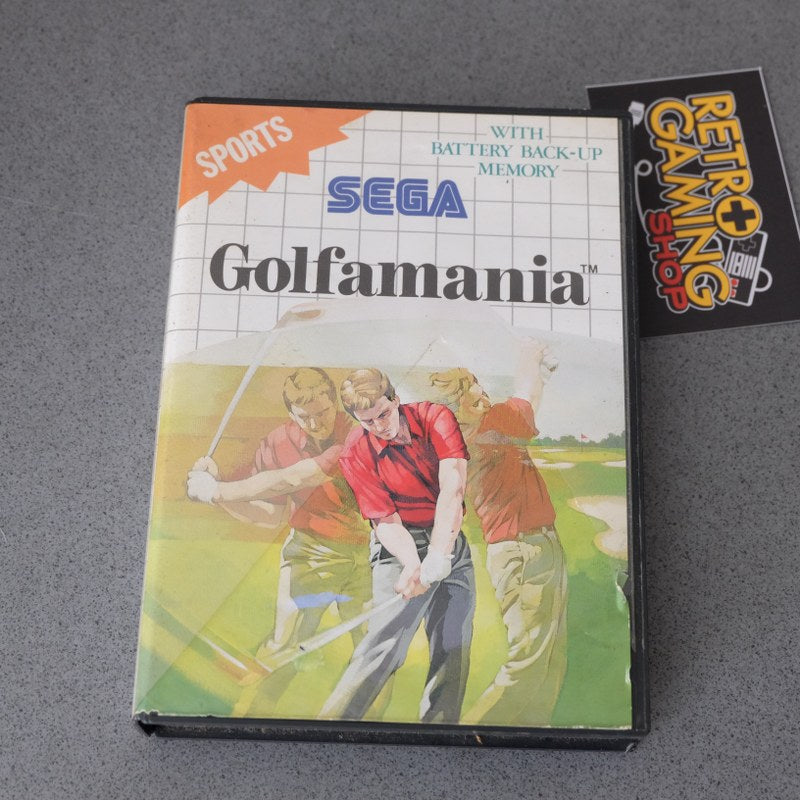 SPORTS
WITH
BATTERY BACK-UP
MEMORY
SEGA
Golfamania™
RETRO
GAMING
SHOP